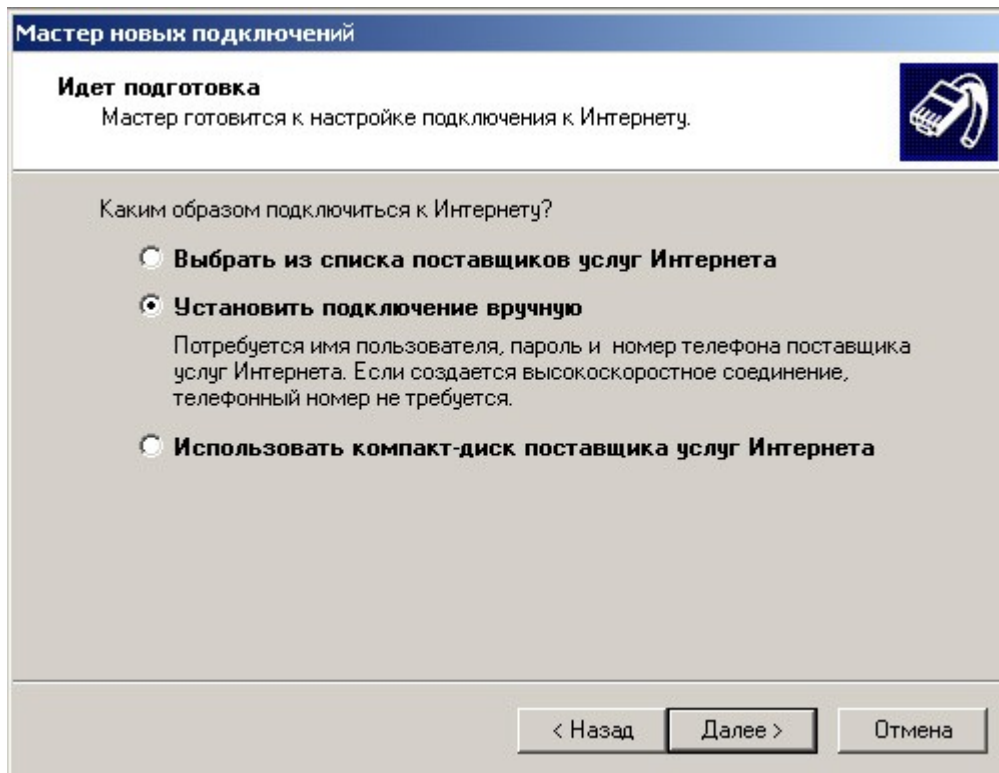 Мастер новых подключений
Идет подготовка
Мастер готовится к настройке подключения к Интернету.
Каким образом подключиться к Интернету?
Выбрать из списка поставщиков услуг Интернета
Установить подключение вручную
Потребуется имя пользователя, пароль и номер телефона поставщика
услуг Интернета. Если создается высокоскоростное соединение,
телефонный номер не требуется.
Использовать компакт-диск поставщика услуг Интернета
< Назад
Далее >
Отмена